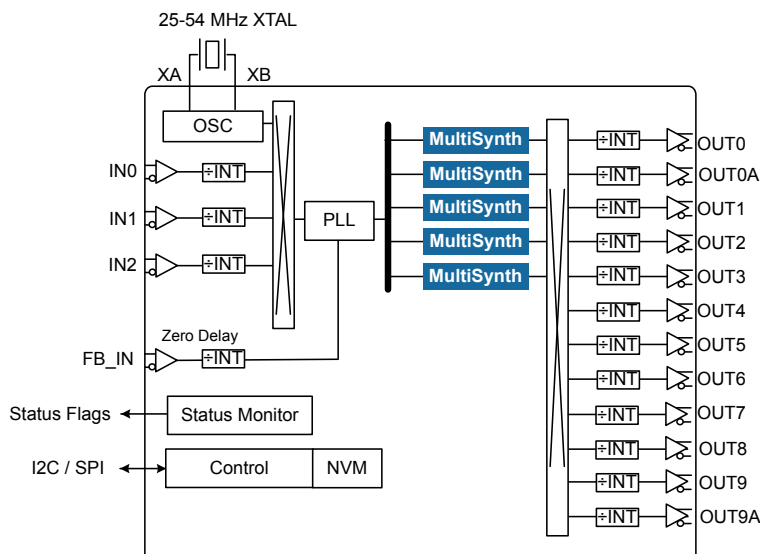 25-54 MHz XTAL
XA XB
OSC
IN0 ÷INT
IN1 ÷INT
IN2 ÷INT
PLL
Zero Delay
FB_IN ÷INT
Status Flags Status Monitor
I2C / SPI Control NVM
MultiSynth ÷INT OUT0
MultiSynth ÷INT OUT0A
MultiSynth ÷INT OUT1
MultiSynth ÷INT OUT2
MultiSynth ÷INT OUT3
÷INT OUT4
÷INT OUT5
÷INT OUT6
÷INT OUT7
÷INT OUT8
÷INT OUT9
÷INT OUT9A